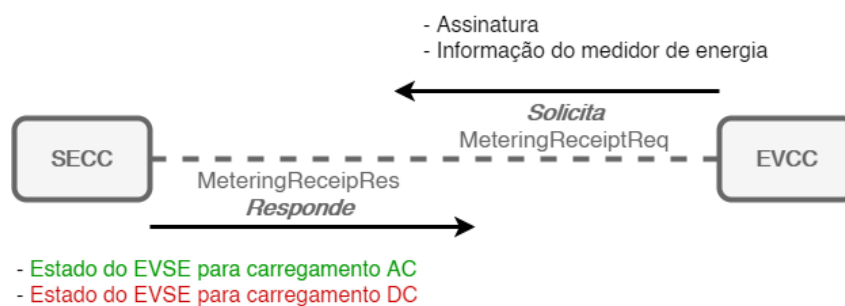 - Assinatura
- Informação do medidor de energia
Solicita
MeteringReceiptReq
SECC
EVCC
MeteringReceipRes
Responde
- Estado do EVSE para carregamento AC
- Estado do EVSE para carregamento DC